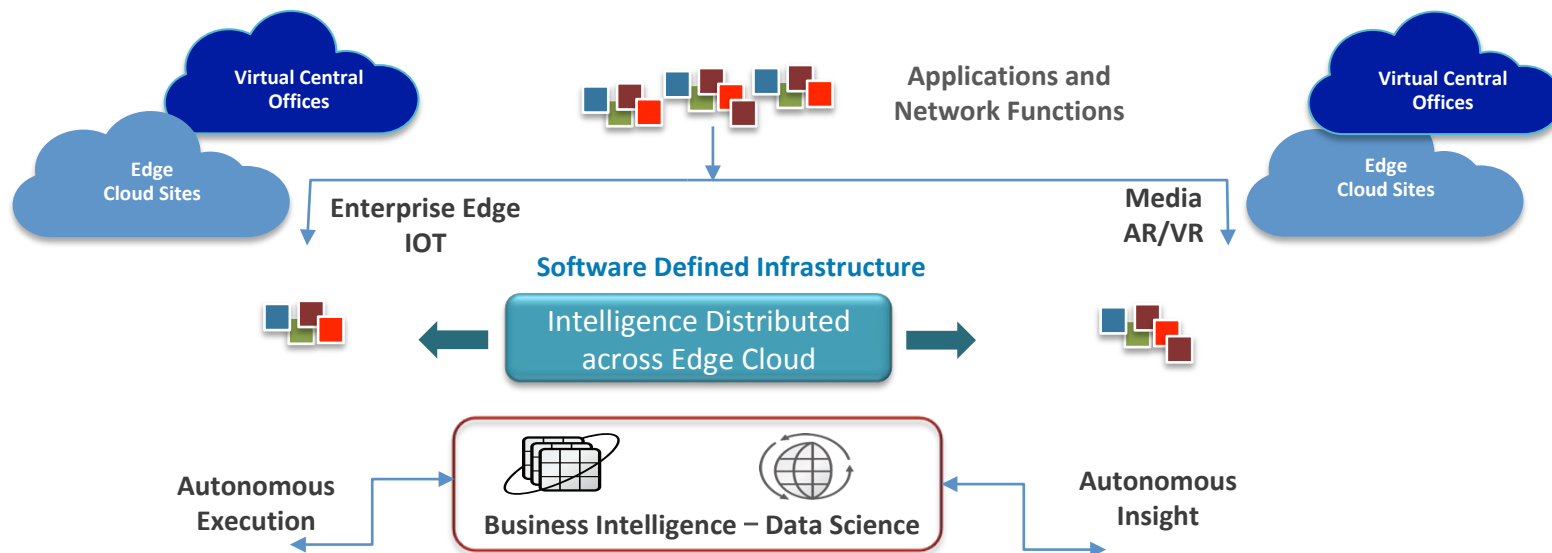 Virtual Central
Offices
Edge
Cloud Sites
Applications and
Network Functions
Virtual Central
Offices
Edge
Cloud Sites
Enterprise Edge
IOT
Media
AR/VR
Software Defined Infrastructure
Intelligence Distributed
across Edge Cloud
Autonomous
Execution
Business Intelligence – Data Science
Autonomous
Insight